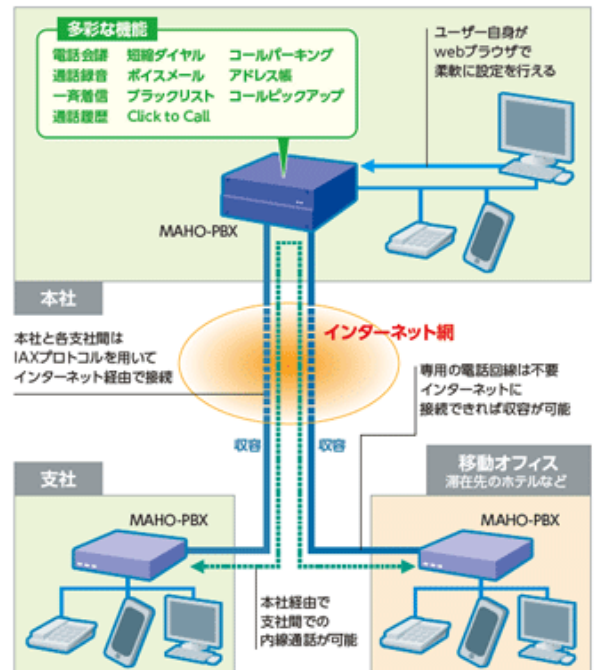 多彩な機能
電話会議 短縮ダイヤル コールパーキング
通話録音 ボイスメール アドレス帳
一斉着信 ブラックリスト コールピックアップ
通話履歴 Click to Call
ユーザー自身が
webブラウザで
柔軟に設定を行える
MAHO-PBX
本社
本社と各支社間は
IAXプロトコルを用いて
インターネット経由で接続
インターネット網
専用の電話回線は不要
インターネットに
接続できれば収容が可能
収容
収容
支社
移動オフィス
滞在先のホテルなど
MAHO-PBX
MAHO-PBX
本社経由で
支社間での
内線通話が可能